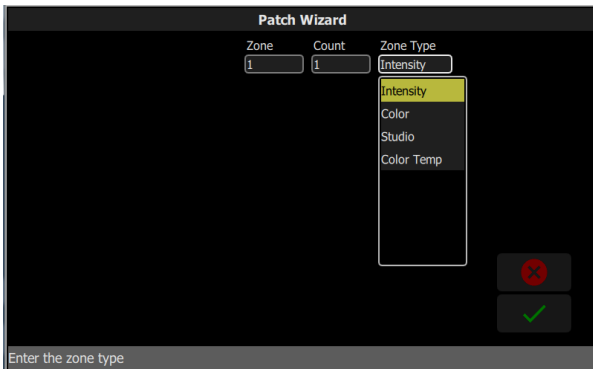 Patch Wizard
Zone Count Zone Type
1 1 Intensity
Intensity
Color
Studio
Color Temp
Enter the zone type